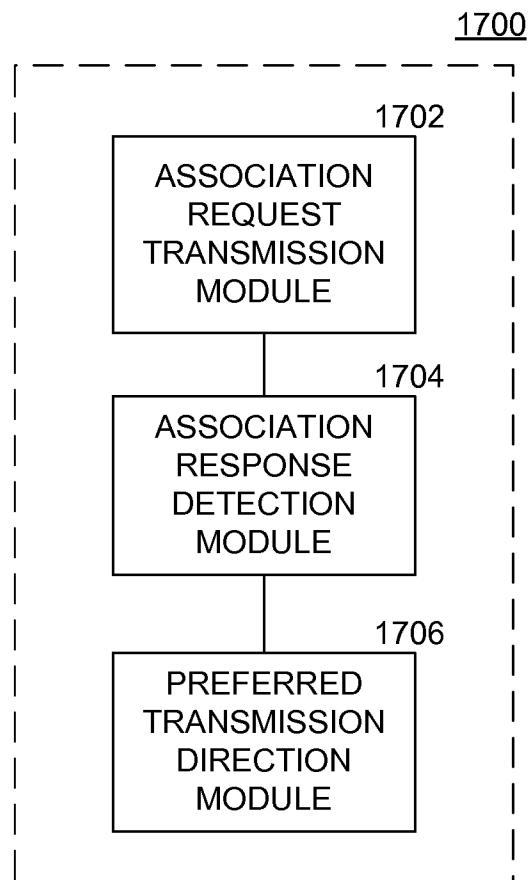 1700
1702
ASSOCIATION
REQUEST
TRANSMISSION
MODULE
1704
ASSOCIATION
RESPONSE
DETECTION
MODULE
1706
PREFERRED
TRANSMISSION
DIRECTION
MODULE